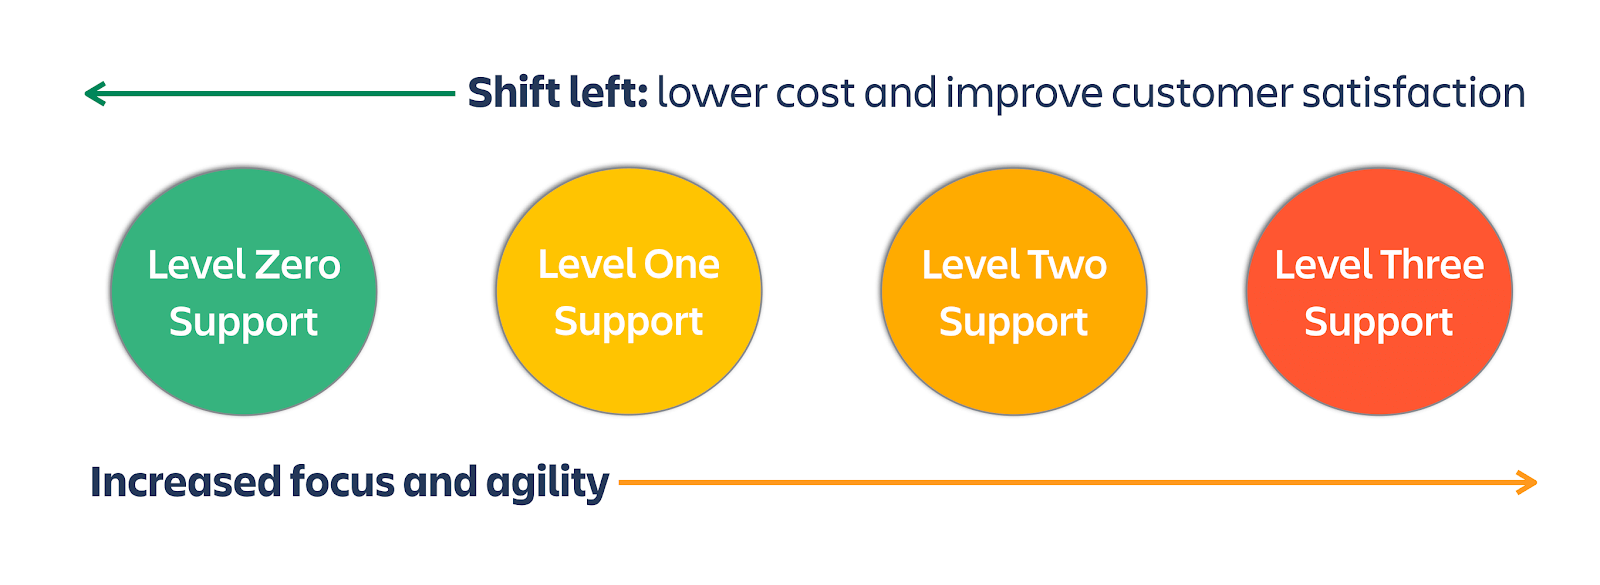 Shift left: lower cost and improve customer satisfaction
Level Zero
Support
Level One
Support
Level Two
Support
Level Three
Support
Increased focus and agility